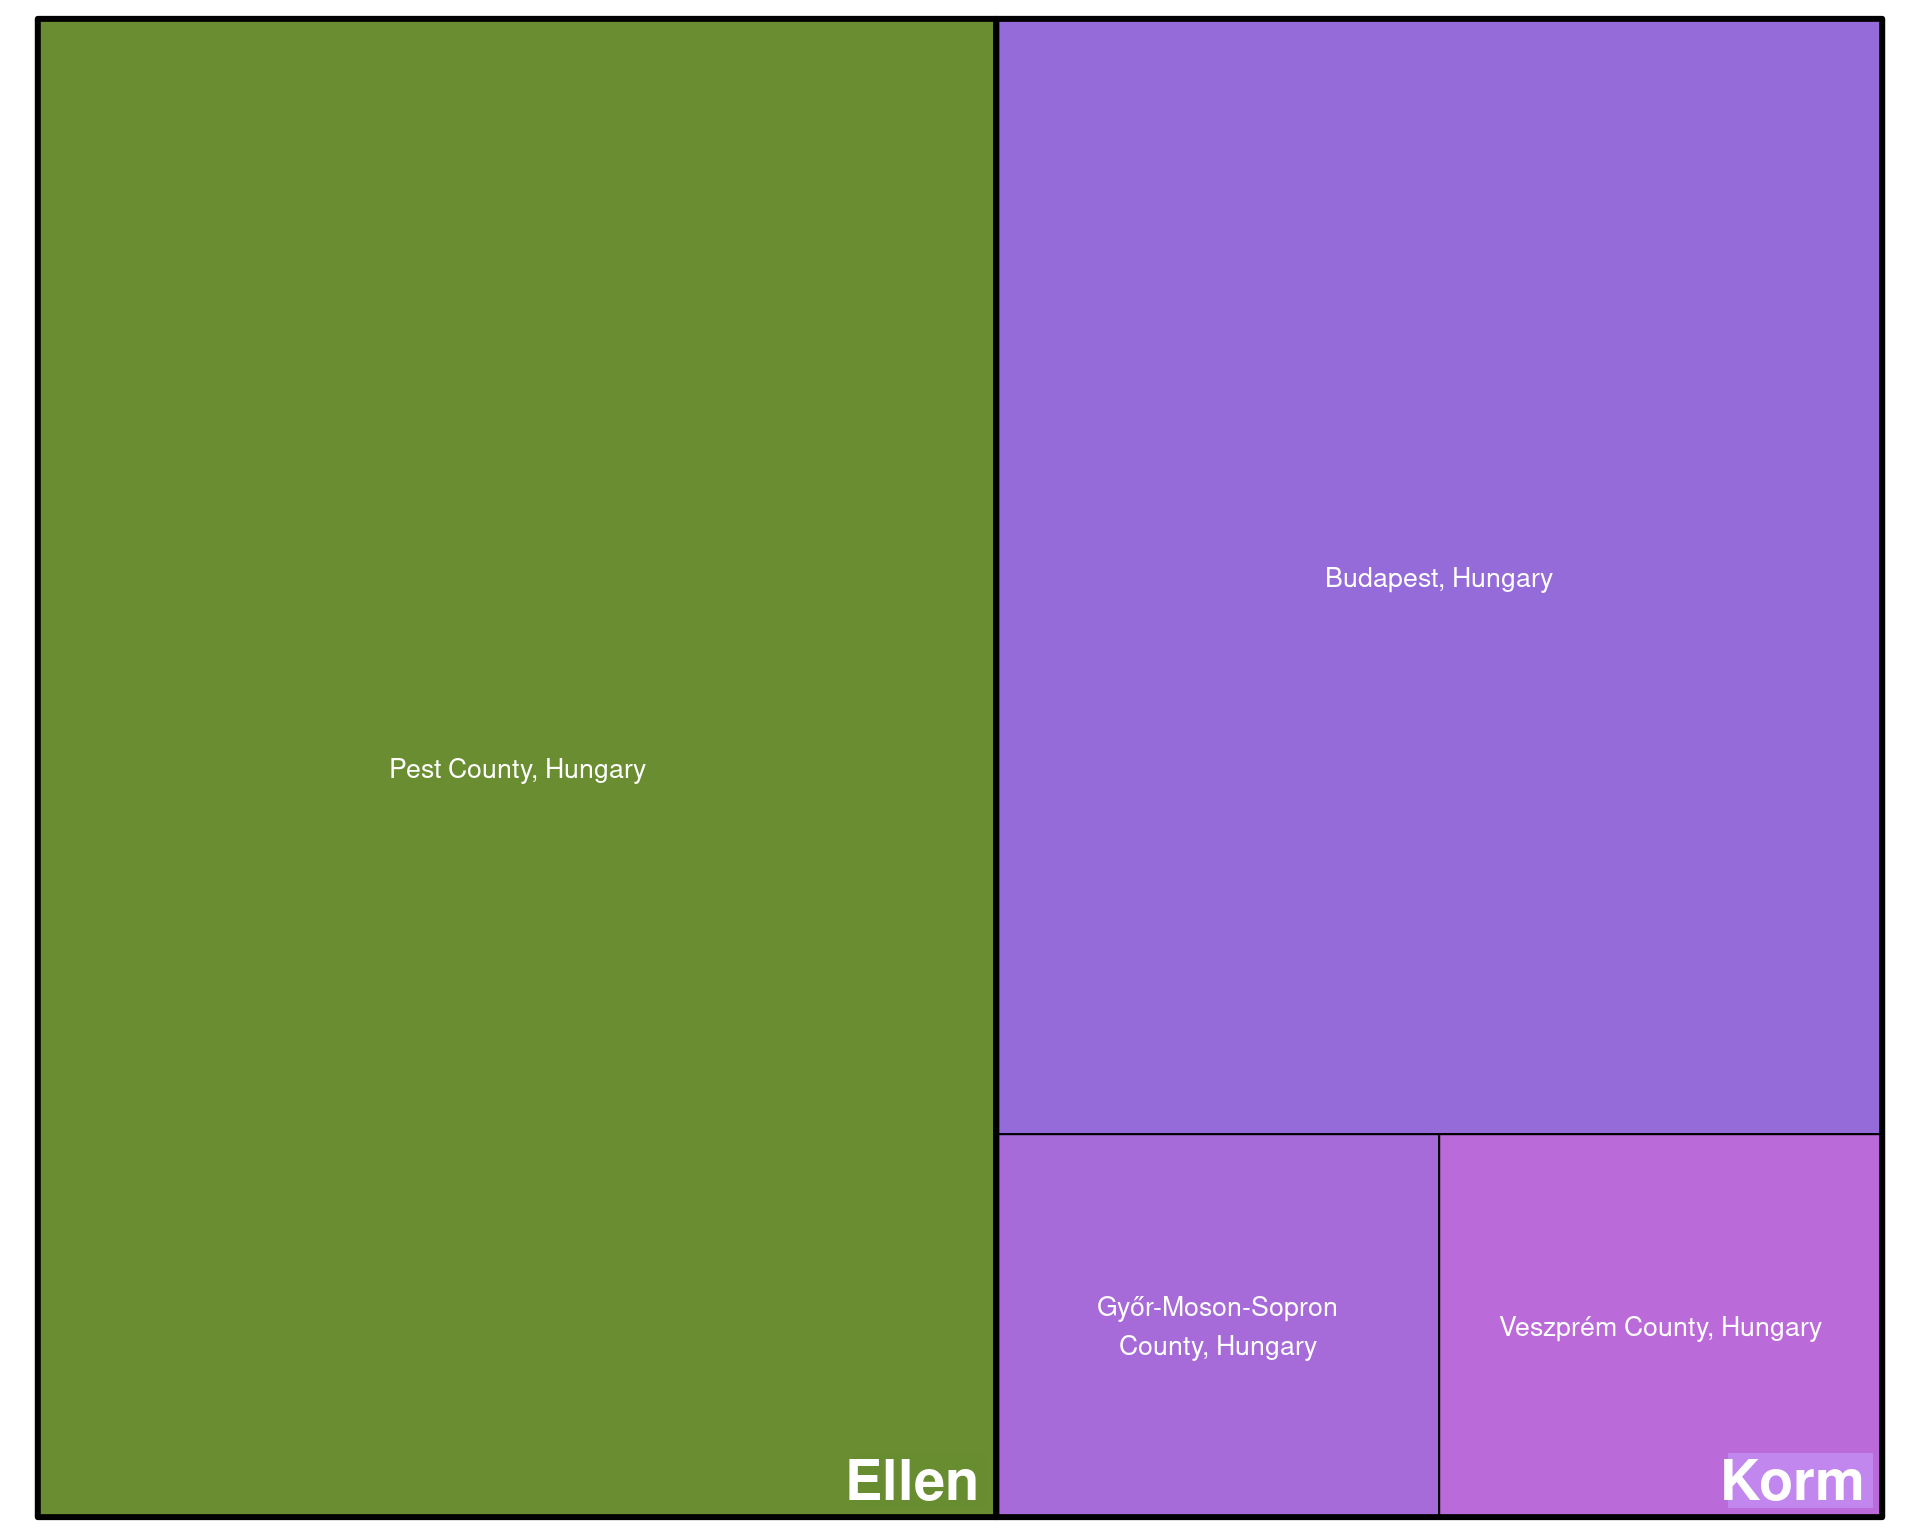 Budapest, Hungary
Pest County, Hungary
Győr-Moson-Sopron
County, Hungary
Veszprém County, Hungary
Ellen
Korm